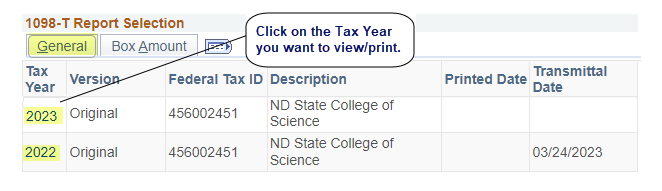 1098-T Report Selection
Click on the Tax Year
you want to view/print.
General Box Amount
Tax Year Version Federal Tax ID Description Printed Date Transmittal Date
2023 Original 456002451 ND State College of Science
2022 Original 456002451 ND State College of Science 03/24/2023